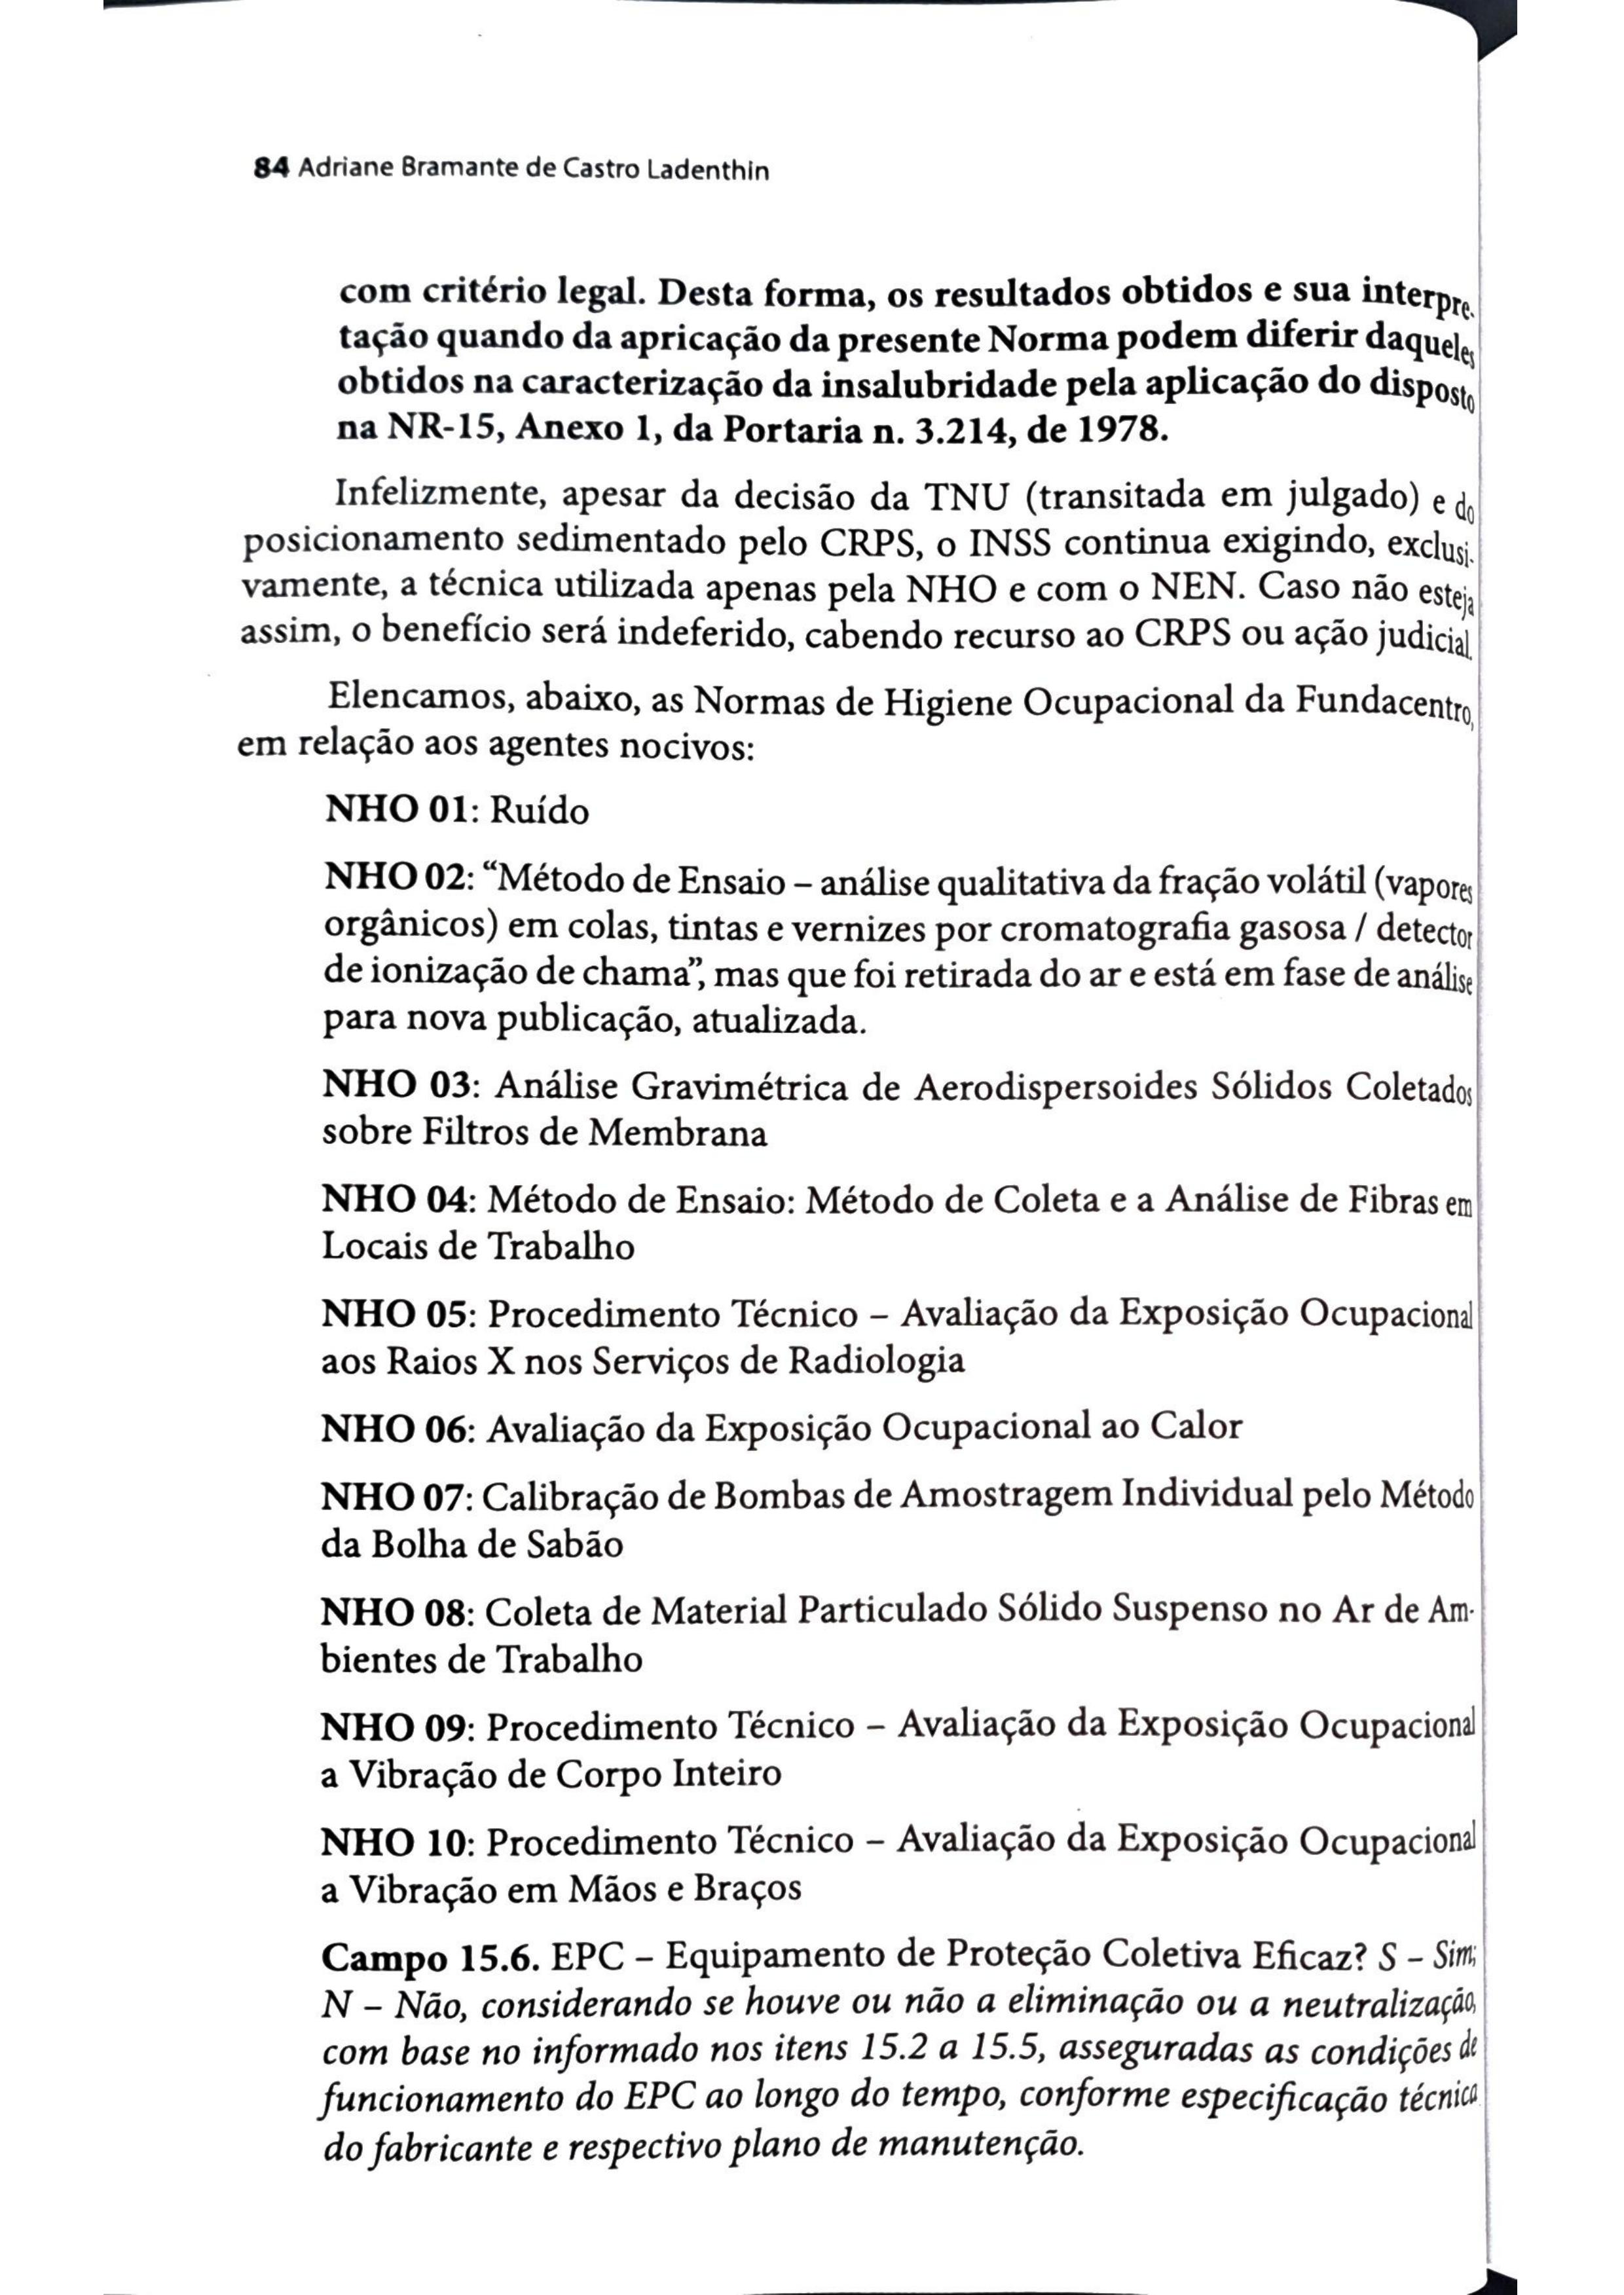 84 Adriane Bramante de Castro Ladenthin
com critério legal. Desta forma, os resultados obtidos e sua interpre-
tação quando da apricação da presente Norma podem diferir daqueles
obtidos na caracterização da insalubridade pela aplicação do disposto
na NR-15, Anexo 1, da Portaria n. 3.214, de 1978.
Infelizmente, apesar da decisão da TNU (transitada em julgado) e do
posicionamento sedimentado pelo CRPS, o INSS continua exigindo, exclusi-
vamente, a técnica utilizada apenas pela NHO e com o NEN. Caso não esteja
assim, o benefício será indeferido, cabendo recurso ao CRPS ou ação judicial.
Elencamos, abaixo, as Normas de Higiene Ocupacional da Fundacentro,
em relação aos agentes nocivos:
NHO 01: Ruído
NHO 02: “Método de Ensaio – análise qualitativa da fração volátil (vapores
orgânicos) em colas, tintas e vernizes por cromatografia gasosa / detector
de ionização de chama”, mas que foi retirada do ar e está em fase de análise
para nova publicação, atualizada.
NHO 03: Análise Gravimétrica de Aerodispersoides Sólidos Coletados
sobre Filtros de Membrana
NHO 04: Método de Ensaio: Método de Coleta e a Análise de Fibras em
Locais de Trabalho
NHO 05: Procedimento Técnico – Avaliação da Exposição Ocupacional
aos Raios X nos Serviços de Radiologia
NHO 06: Avaliação da Exposição Ocupacional ao Calor
NHO 07: Calibração de Bombas de Amostragem Individual pelo Método
da Bolha de Sabão
NHO 08: Coleta de Material Particulado Sólido Suspenso no Ar de Am-
bientes de Trabalho
NHO 09: Procedimento Técnico – Avaliação da Exposição Ocupacional
a Vibração de Corpo Inteiro
NHO 10: Procedimento Técnico – Avaliação da Exposição Ocupacional
a Vibração em Mãos e Braços
Campo 15.6. EPC – Equipamento de Proteção Coletiva Eficaz? S – Sim;
N – Não, considerando se houve ou não a eliminação ou a neutralização,
com base no informado nos itens 15.2 a 15.5, asseguradas as condições de
funcionamento do EPC ao longo do tempo, conforme especificação técnica
do fabricante e respectivo plano de manutenção.